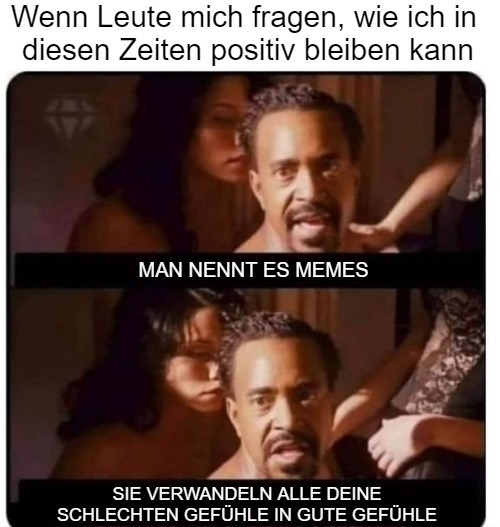 Wenn Leute mich fragen, wie ich in
diesen Zeiten positiv bleiben kann
MAN NENNT ES MEMES
SIE VERWANDELN ALLE DEINE
SCHLECHTEN GEFÜHLE IN GUTE GEFÜHLE